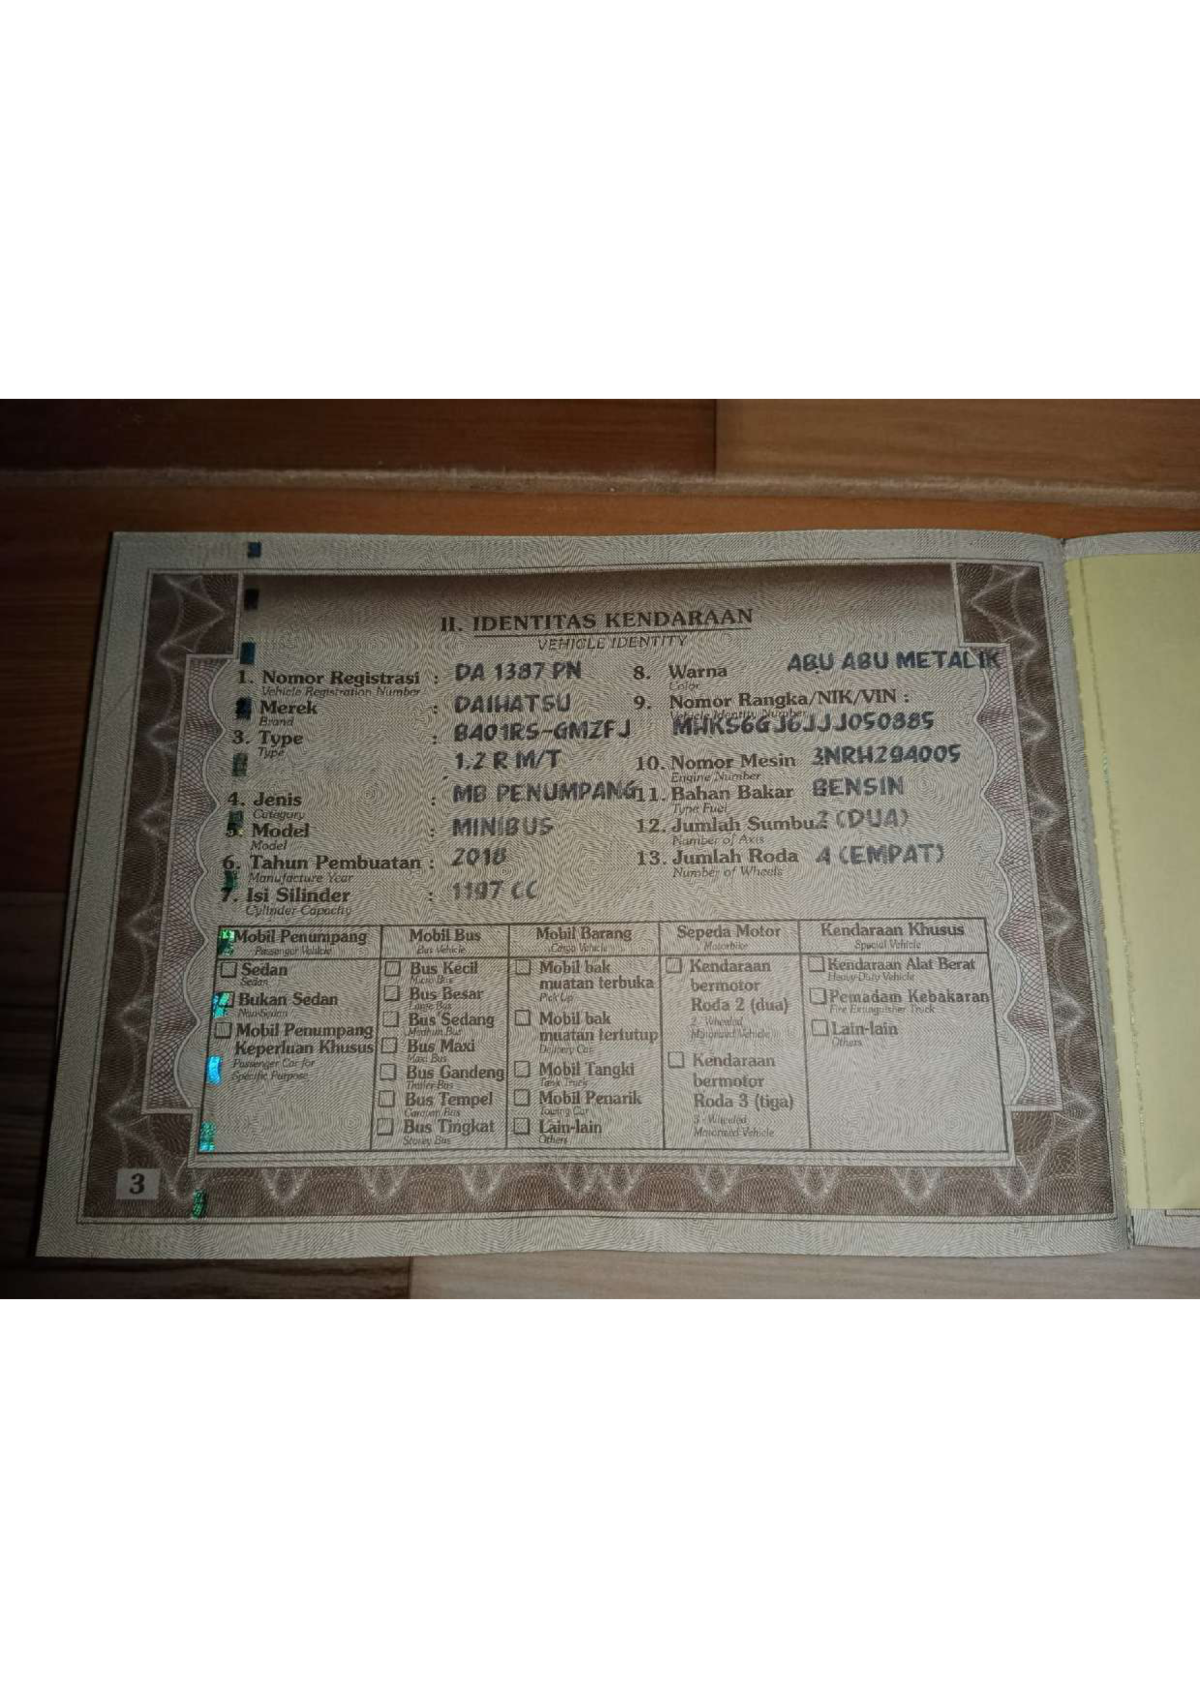 II. IDENTITAS KENDARAAN
VEHICLE IDENTITY
1. Nomor Registrasi : DA 1387 PN
Vehicle Registration Number
2. Merek : DAIHATSU
Brand
3. Type : B401RS-GMZFJ
Type
1.2 R M/T
4. Jenis : MB PENUMPANG
Category
5. Model : MINIBUS
Model
6. Tahun Pembuatan : 2018
Manufacture Year
7. Isi Silinder : 1197 CC
Cylinder Capacity
8. Warna ABU ABU METALIK
Color
9. Nomor Rangka/NIK/VIN :
Vehicle Identity Number
MHKS6GJ6JJJ050885
10. Nomor Mesin 3NRH294005
Engine Number
11. Bahan Bakar BENSIN
Type Fuel
12. Jumlah Sumbu 2 (DUA)
Number of Axis
13. Jumlah Roda 4 (EMPAT)
Number of Wheels
Mobil Penumpang
Passenger Vehicle
Sedan
Sedan
Bukan Sedan
Non-Sedan
Mobil Penumpang
Keperluan Khusus
Passenger Car for
Specific Purpose
Mobil Bus
Bus Vehicle
Bus Kecil
Micro Bus
Bus Besar
Large Bus
Bus Sedang
Medium Bus
Bus Maxi
Maxi Bus
Bus Gandeng
Trailer Bus
Bus Tempel
Caravan Bus
Bus Tingkat
Storey Bus
Mobil Barang
Cargo Vehicle
Mobil bak
muatan terbuka
Pick Up
Mobil bak
muatan tertutup
Delivery Car
Mobil Tangki
Tank Truck
Mobil Penarik
Towing Car
Lain-lain
Others
Sepeda Motor
Motorbike
Kendaraan
bermotor
Roda 2 (dua)
2 - Wheeled
Motorized Vehicle
Kendaraan
bermotor
Roda 3 (tiga)
3 - Wheeled
Motorized Vehicle
Kendaraan Khusus
Special Vehicle
Kendaraan Alat Berat
Heavy-Duty Vehicle
Pemadam Kebakaran
Fire Extinguisher Truck
Lain-lain
Others
3